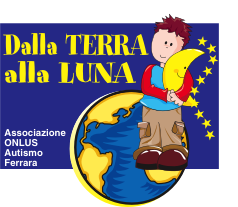 Dalla TERRA
alla LUNA
Associazione
ONLUS
Autismo
Ferrara